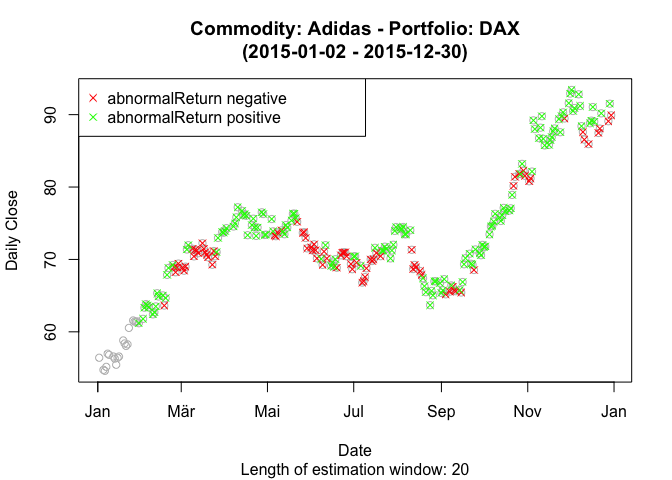 Commodity: Adidas - Portfolio: DAX
(2015-01-02 - 2015-12-30)
abnormalReturn negative
abnormalReturn positive
Daily Close
90
80
70
60
Jan Mär Mai Jul Sep Nov Jan
Date
Length of estimation window: 20